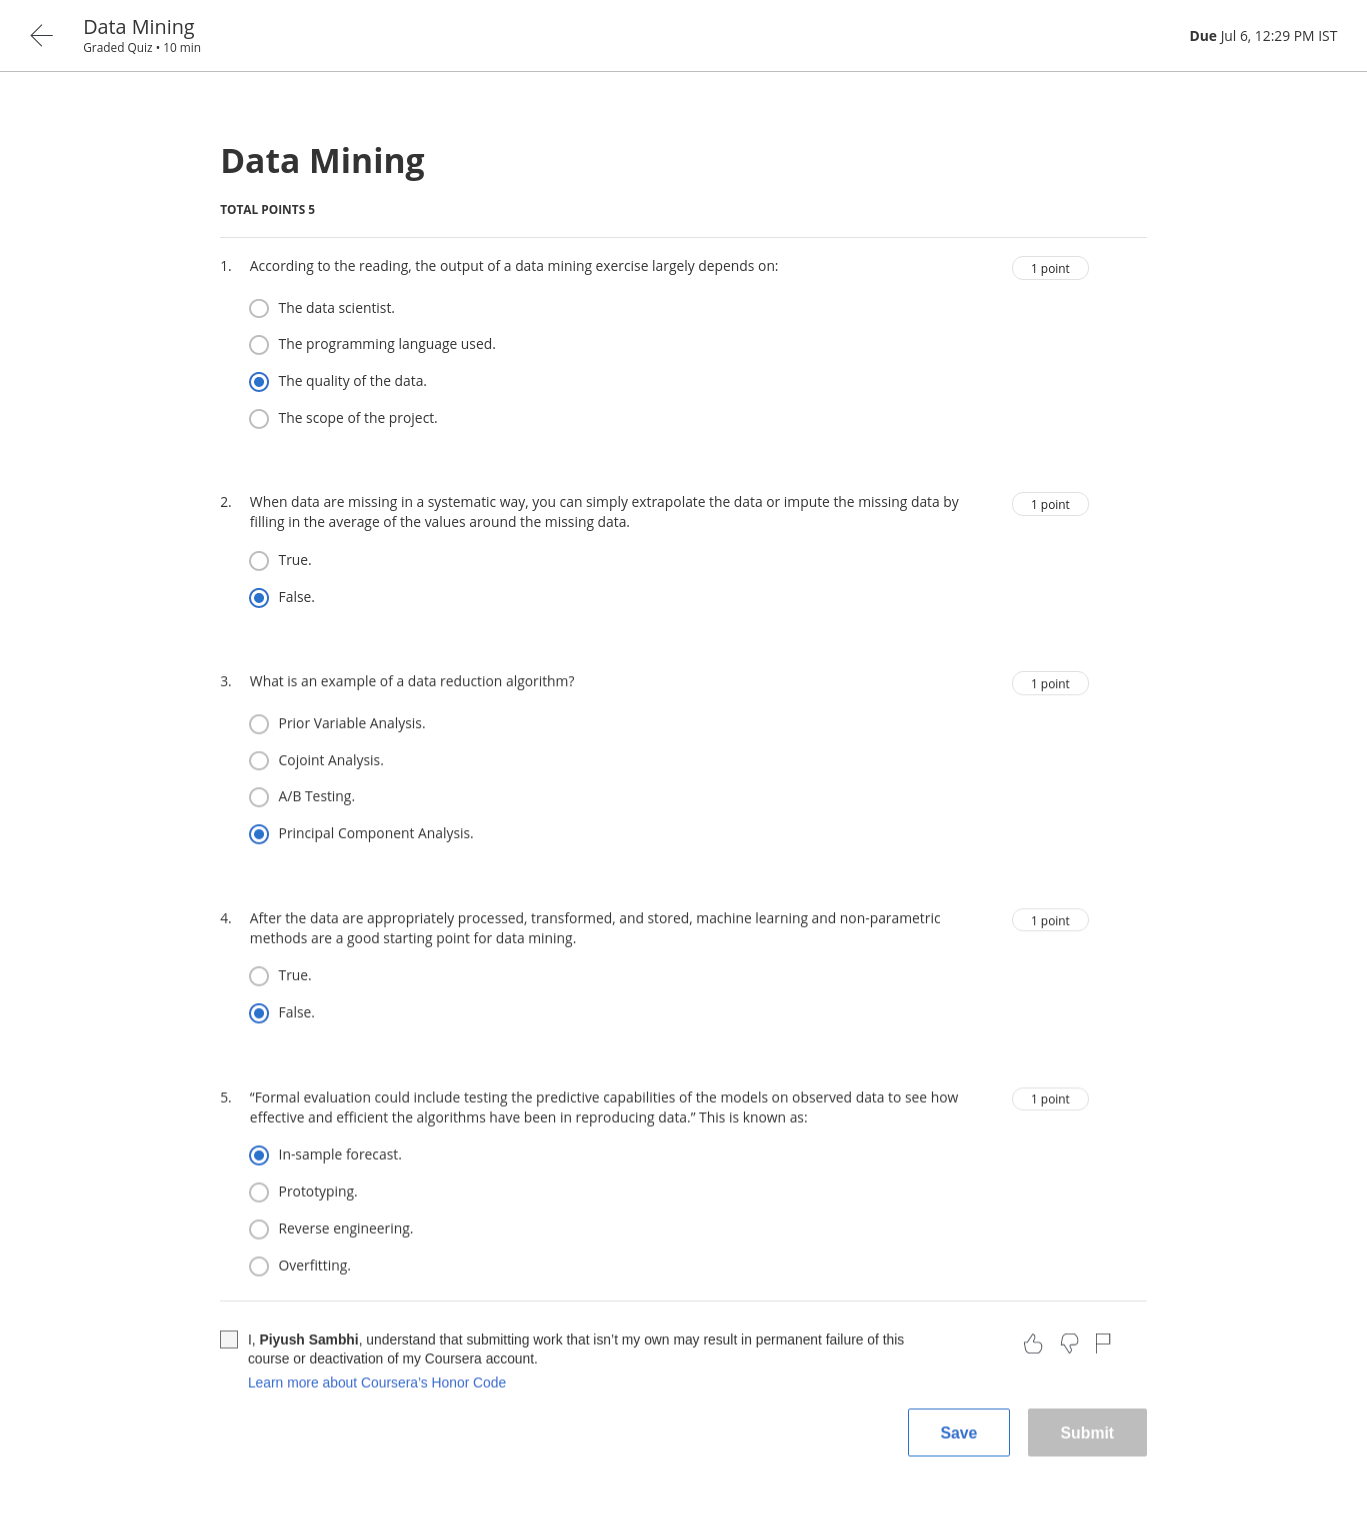 Data Mining
Graded Quiz • 10 min
Due Jul 6, 12:29 PM IST
Data Mining
TOTAL POINTS 5
1. According to the reading, the output of a data mining exercise largely depends on:
1 point
The data scientist.
The programming language used.
The quality of the data.
The scope of the project.
2. When data are missing in a systematic way, you can simply extrapolate the data or impute the missing data by
filling in the average of the values around the missing data.
1 point
True.
False.
3. What is an example of a data reduction algorithm?
1 point
Prior Variable Analysis.
Cojoint Analysis.
A/B Testing.
Principal Component Analysis.
4. After the data are appropriately processed, transformed, and stored, machine learning and non-parametric
methods are a good starting point for data mining.
1 point
True.
False.
5. “Formal evaluation could include testing the predictive capabilities of the models on observed data to see how
effective and efficient the algorithms have been in reproducing data.” This is known as:
1 point
In-sample forecast.
Prototyping.
Reverse engineering.
Overfitting.
I, Piyush Sambhi, understand that submitting work that isn’t my own may result in permanent failure of this
course or deactivation of my Coursera account.
Learn more about Coursera’s Honor Code
Save
Submit